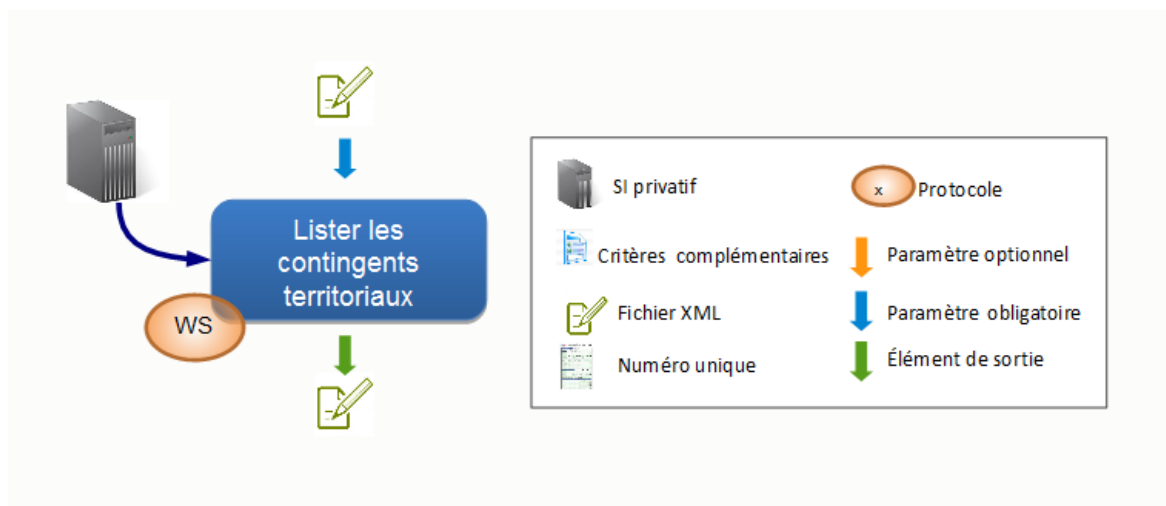 Lister les
contingents
territoriaux
WS
SI privatif
x Protocole
Critères complémentaires
Paramètre optionnel
Fichier XML
Paramètre obligatoire
Numéro unique
Élément de sortie